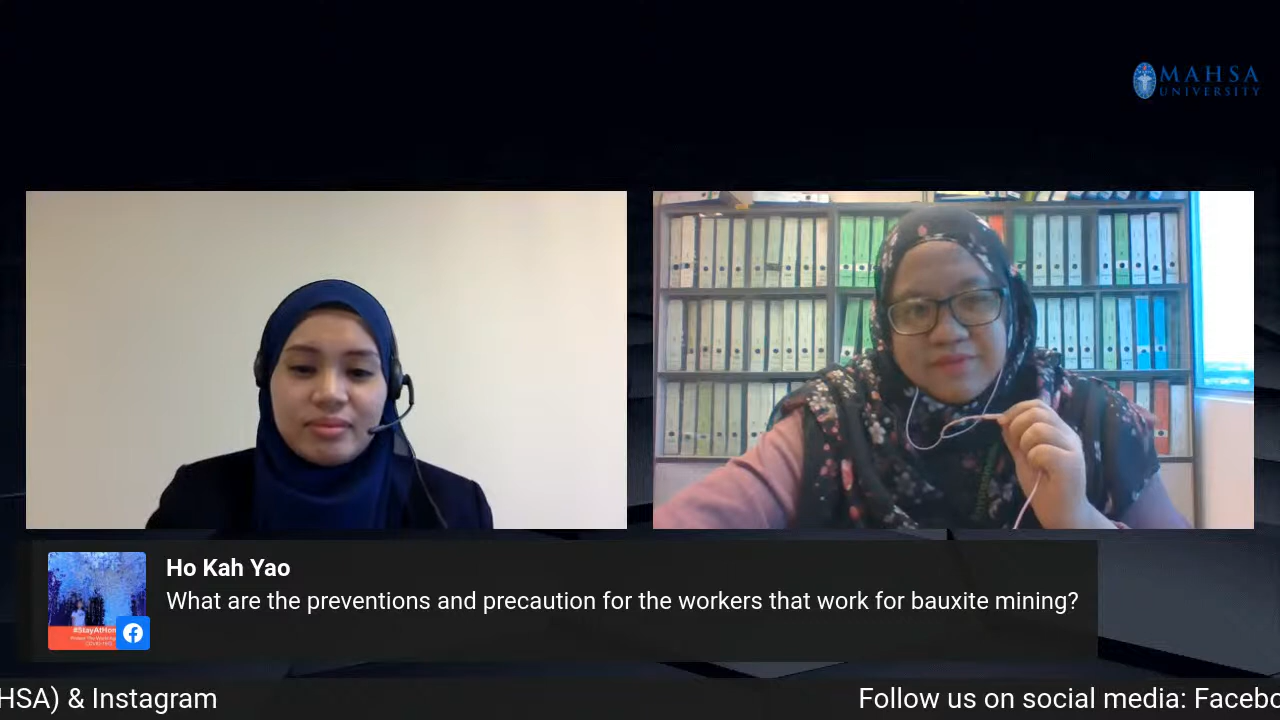 MAHSA
UNIVERSITY
Ho Kah Yao
What are the preventions and precaution for the workers that work for bauxite mining?
#StayAtHom
HSA) & Instagram
Follow us on social media: Facebo